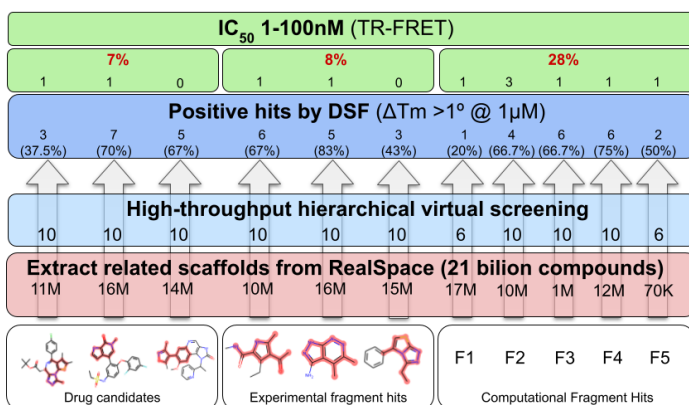 IC50 1-100nM (TR-FRET)
7% 8% 28%
1 1 0 1 1 0 1 3 1 1 1
Positive hits by DSF (ΔTm >1º @ 1μM)
3 7 5 6 5 3 1 4 6 6 2
(37.5%) (70%) (67%) (67%) (83%) (43%) (20%) (66.7%) (66.7%) (75%) (50%)
High-throughput hierarchical virtual screening
10 10 10 10 10 10 6 10 10 10 6
Extract related scaffolds from RealSpace (21 bilion compounds)
11M 16M 14M 10M 16M 15M 17M 10M 1M 12M 70K
F1 F2 F3 F4 F5
Drug candidates Experimental fragment hits Computational Fragment Hits